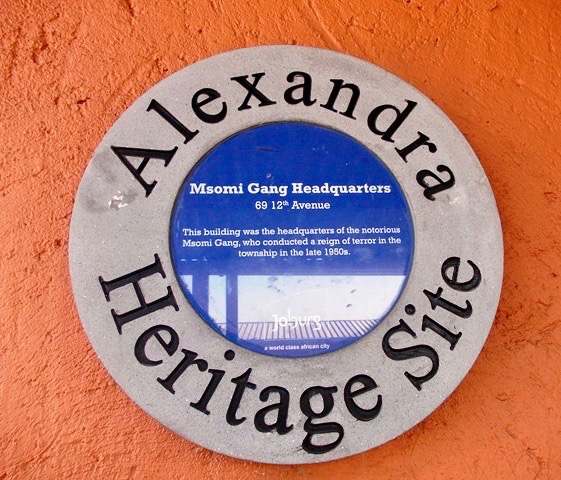 Alexandra
Msomi Gang Headquarters
69 12th Avenue
This building was the headquarters of the notorious
Msomi Gang, who conducted a reign of terror in the
township in the late 1950s.
Joburg
a world class african city
Heritage Site